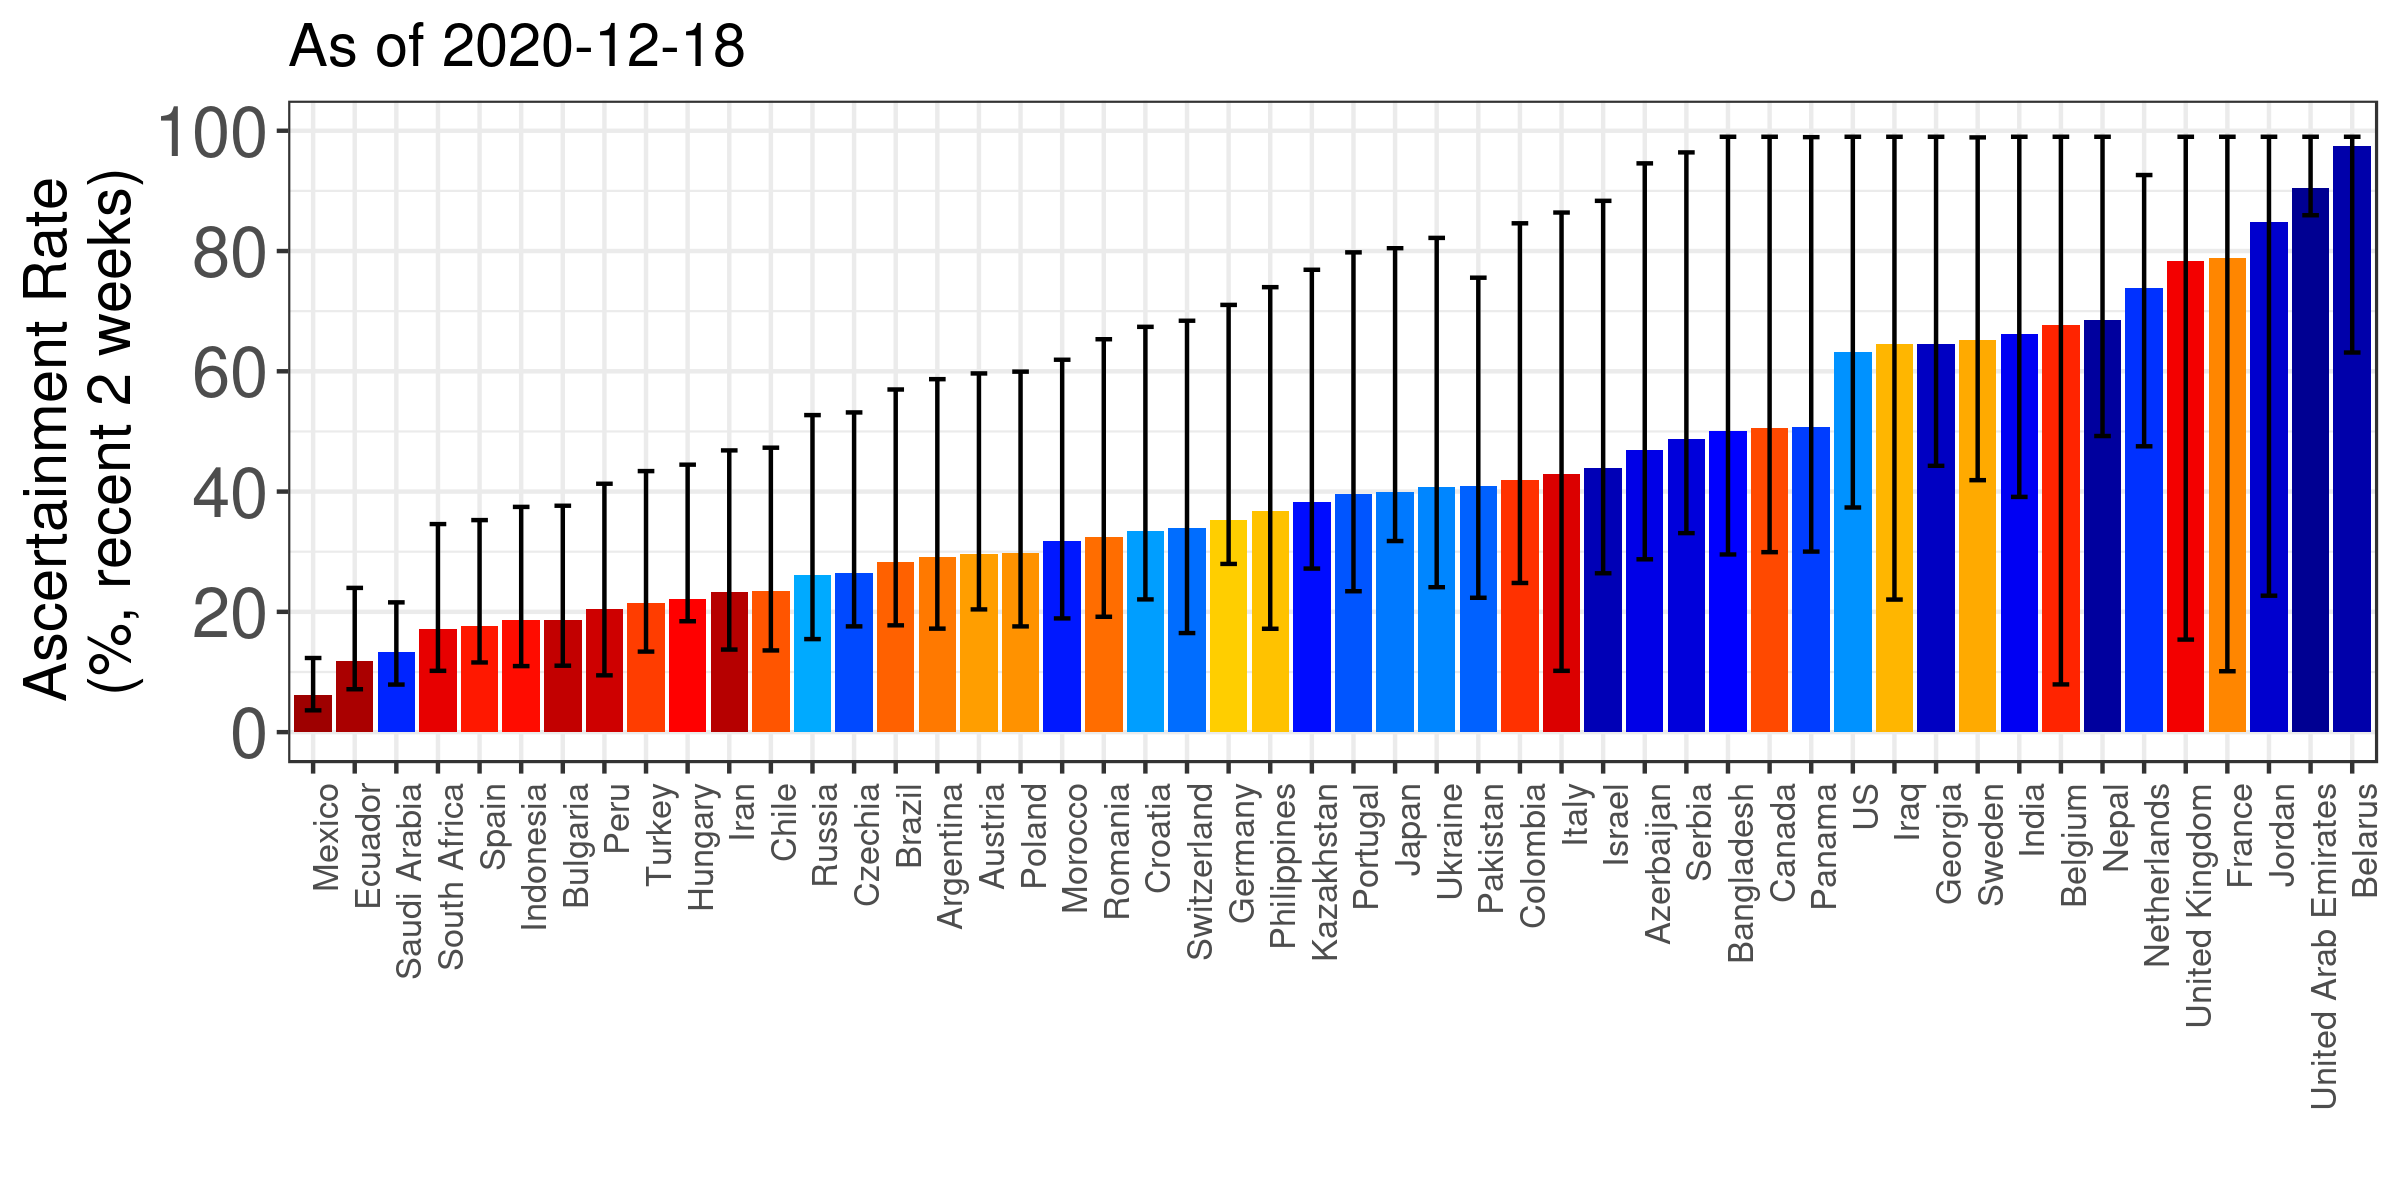 As of 2020-12-18
Ascertainment Rate
(%, recent 2 weeks)
100
80
60
40
20
0
Mexico
Ecuador
Saudi Arabia
South Africa
Spain
Indonesia
Bulgaria
Peru
Turkey
Hungary
Iran
Chile
Russia
Czechia
Brazil
Argentina
Austria
Poland
Morocco
Romania
Croatia
Switzerland
Germany
Philippines
Kazakhstan
Portugal
Japan
Ukraine
Pakistan
Colombia
Italy
Israel
Azerbaijan
Serbia
Bangladesh
Canada
Panama
US
Iraq
Georgia
Sweden
India
Belgium
Nepal
Netherlands
United Kingdom
France
Jordan
United Arab Emirates
Belarus